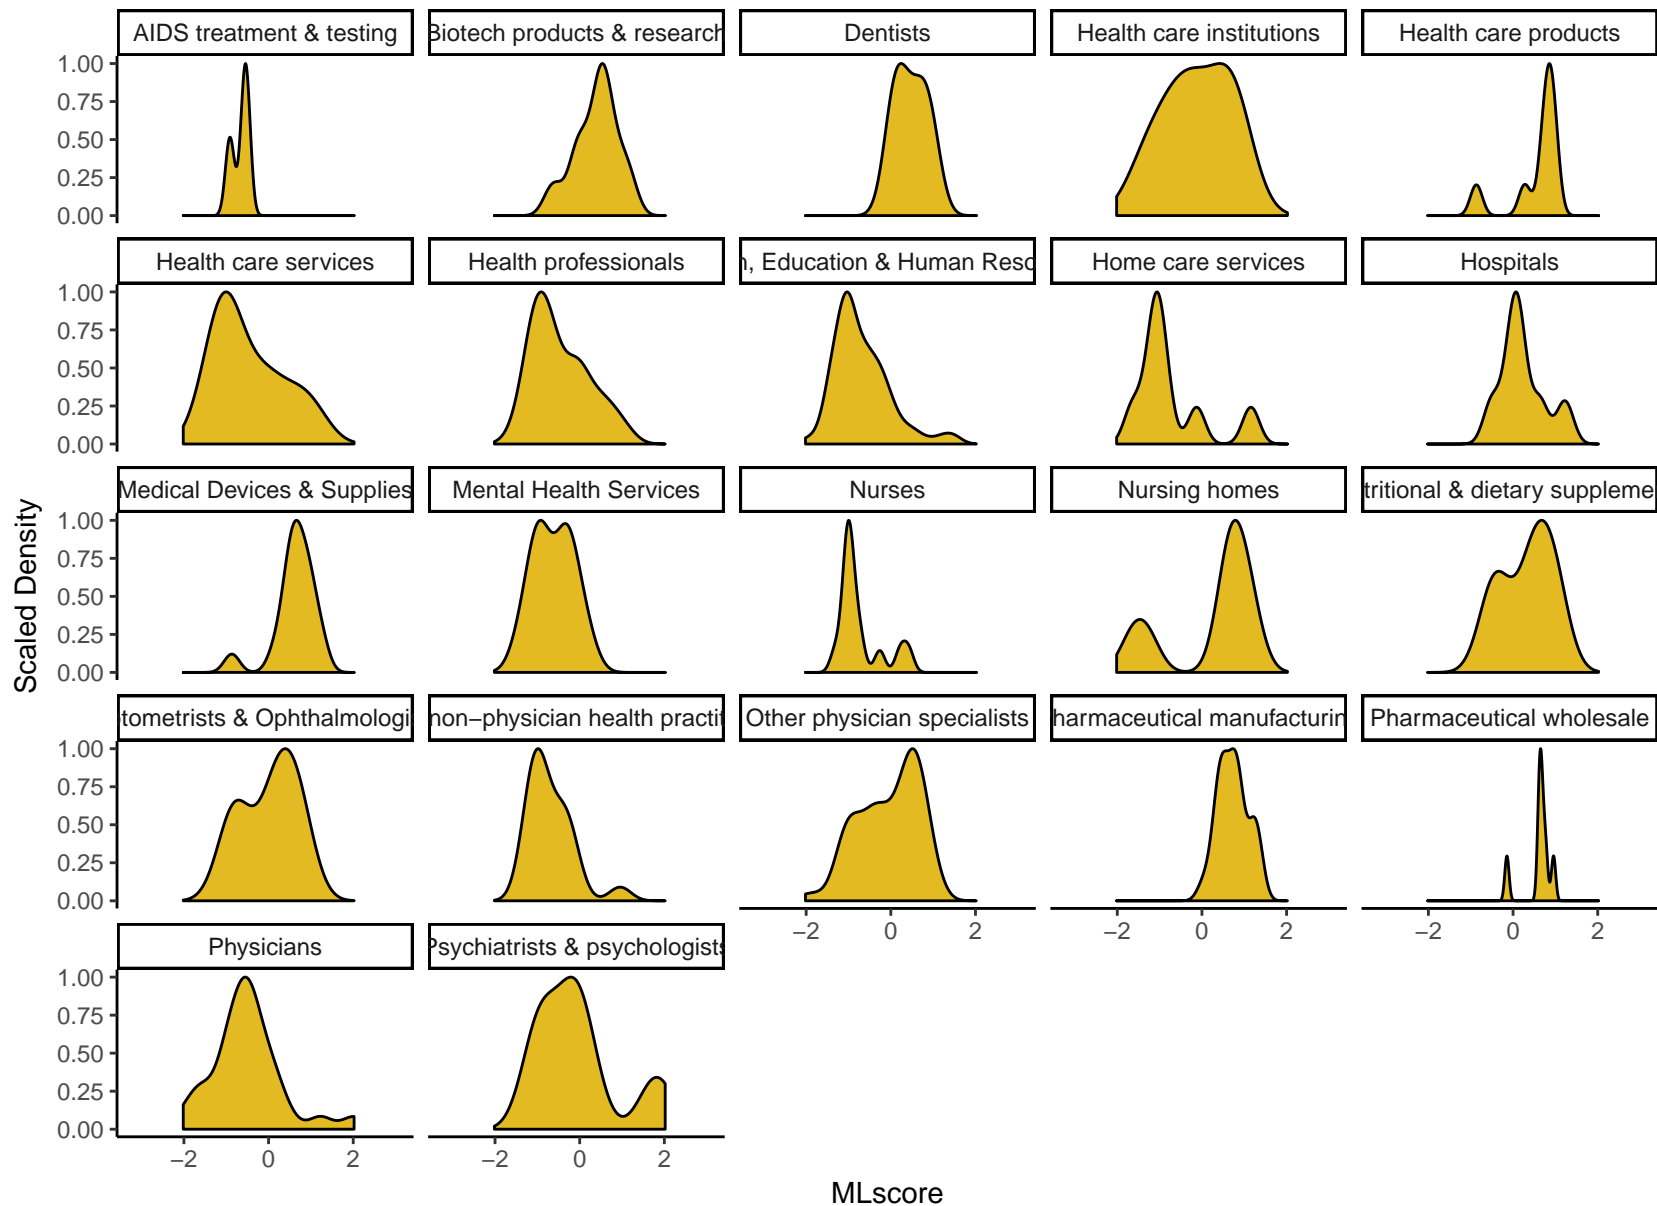 AIDS treatment & testing Biotech products & research Dentists Health care institutions Health care products
1.00
0.75
0.50
0.25
0.00
Health care services Health professionals , Education & Human Reso Home care services Hospitals
1.00
0.75
0.50
0.25
0.00
Medical Devices & Supplies Mental Health Services Nurses Nursing homes tritional & dietary suppleme
1.00
0.75
0.50
0.25
0.00
Scaled Density
tometrists & Ophthalmologi non−physician health practit Other physician specialists harmaceutical manufacturin Pharmaceutical wholesale
1.00
0.75
0.50
0.25
0.00
−2 0 2 −2 0 2 −2 0 2
Physicians Psychiatrists & psychologists
1.00
0.75
0.50
0.25
0.00
−2 0 2 −2 0 2
MLscore